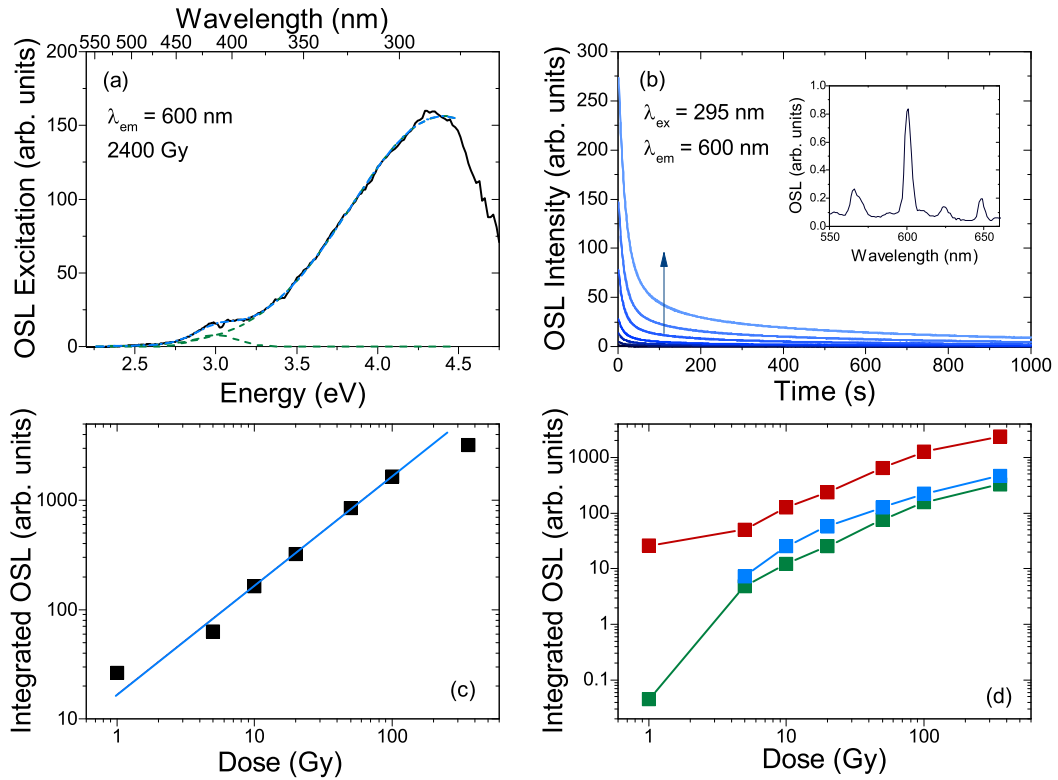 Wavelength (nm)
550 500 450 400 350 300
OSL Excitation (arb. units)
200
150
100
50
0
(a)
λem = 600 nm
2400 Gy
2.5 3.0 3.5 4.0 4.5
Energy (eV)
OSL Intensity (arb. units)
300
250
200
150
100
50
0
(b)
λex = 295 nm
λem = 600 nm
OSL (arb. units)
1.0
0.8
0.6
0.4
0.2
0.0
550 600 650
Wavelength (nm)
0 200 400 600 800 1000
Time (s)
Integrated OSL (arb. units)
1000
100
10
(c)
1 10 100
Dose (Gy)
Integrated OSL (arb. units)
1000
100
10
1
0.1
(d)
1 10 100
Dose (Gy)